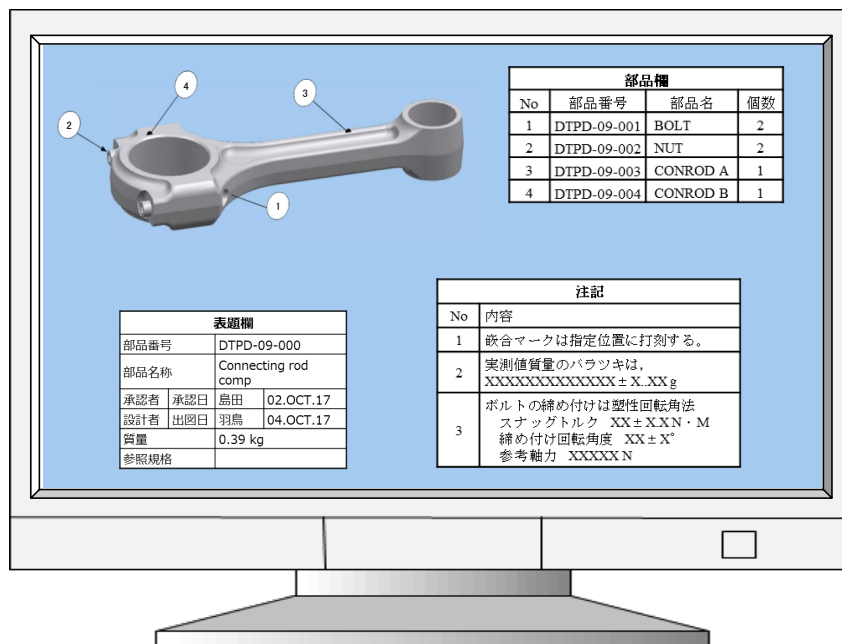 4
3
2
1
部品欄
No 部品番号 部品名 個数
1 DTPD-09-001 BOLT 2
2 DTPD-09-002 NUT 2
3 DTPD-09-003 CONROD A 1
4 DTPD-09-004 CONROD B 1
表題欄
部品番号 DTPD-09-000
部品名称 Connecting rod
comp
承認者 承認日 島田 02.OCT.17
設計者 出図日 羽鳥 04.OCT.17
質量 0.39 kg
参照規格
注記
No 内容
1 嵌合マークは指定位置に打刻する。
2 実測値質量のバラツキは,
XXXXXXXXXXXXXX±X.XXg
3 ボルトの締め付けは塑性回転角法
スナッグトルク XX±X.XN・M
締め付け回転角度 XX±X°
参考軸力 XXXXXN